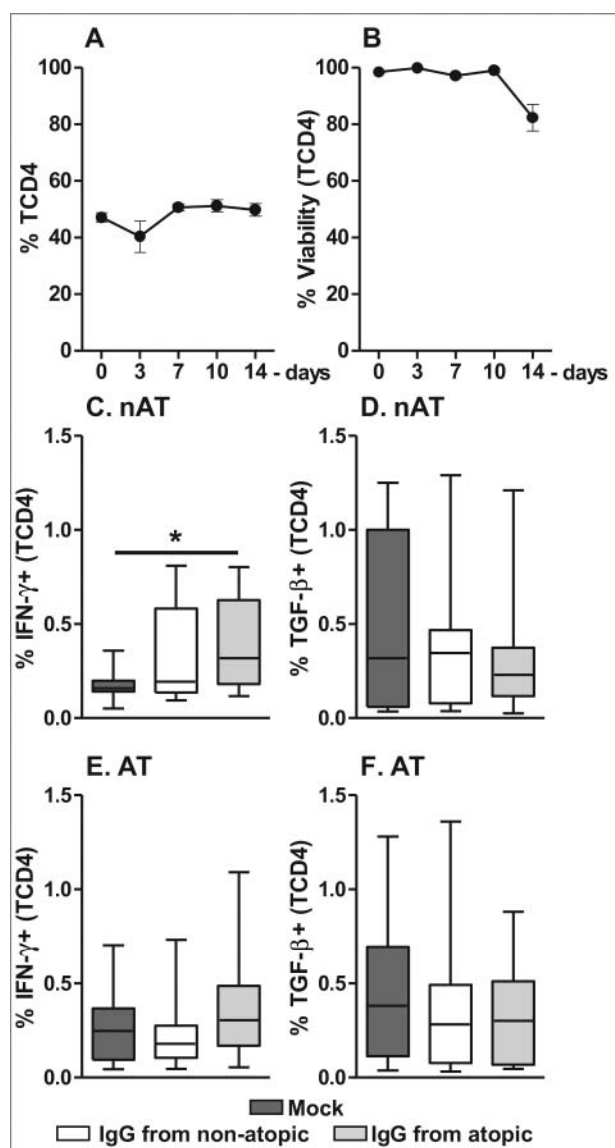 A
B
% TCD4
100
80
60
40
20
0
0 3 7 10 14 - days
% Viability (TCD4)
100
80
60
40
20
0
0 3 7 10 14 - days
C. nAT
D. nAT
% IFN-γ+ (TCD4)
1.5
1.0
0.5
0.0
*
% TGF-β+ (TCD4)
1.5
1.0
0.5
0.0
E. AT
F. AT
% IFN-γ+ (TCD4)
1.5
1.0
0.5
0.0
% TGF-β+ (TCD4)
1.5
1.0
0.5
0.0
Mock
IgG from non-atopic IgG from atopic